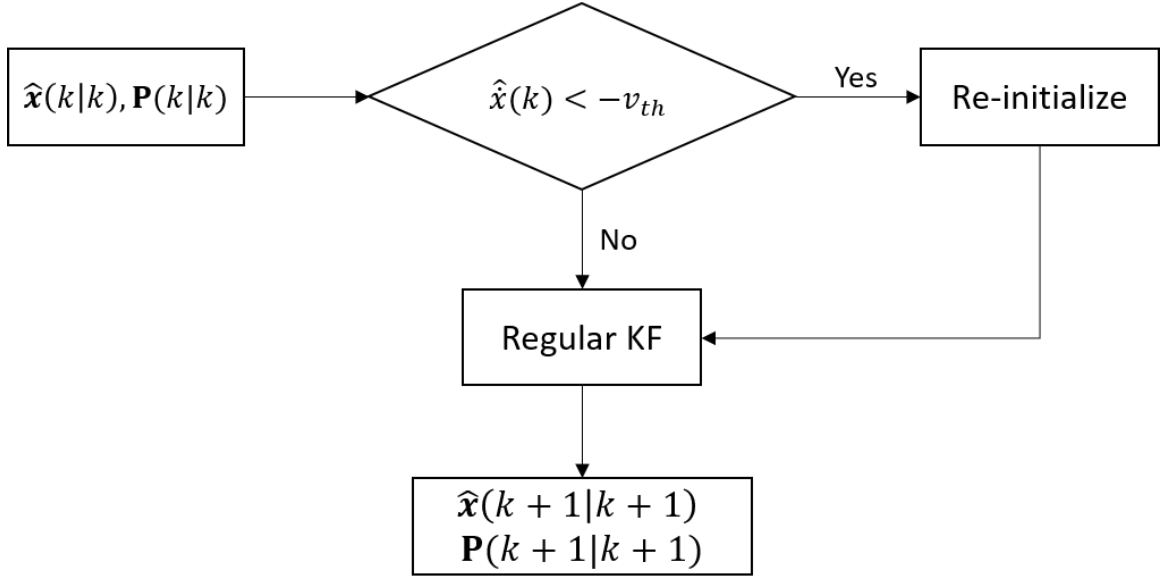 𝒙̂(k|k), 𝐏(k|k)
ẋ̂(k) < −v_th
Yes
Re-initialize
No
Regular KF
𝒙̂(k + 1|k + 1)
𝐏(k + 1|k + 1)